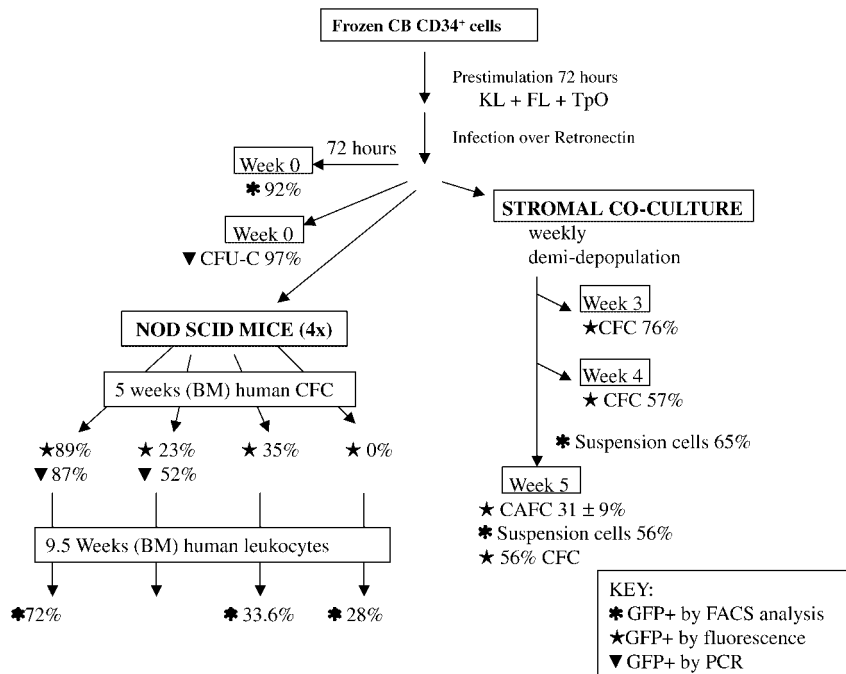 Frozen CB CD34+ cells
Prestimulation 72 hours
KL + FL + TpO
Infection over Retronectin
72 hours
Week 0
✱ 92%
Week 0
▼ CFU-C 97%
STROMAL CO-CULTURE
weekly
demi-depopulation
Week 3
★CFC 76%
Week 4
★ CFC 57%
✱ Suspension cells 65%
Week 5
★ CAFC 31 ± 9%
✱ Suspension cells 56%
★ 56% CFC
NOD SCID MICE (4x)
5 weeks (BM) human CFC
★89% ★ 23% ★ 35% ★ 0%
▼ 87% ▼ 52%
9.5 Weeks (BM) human leukocytes
✱72% ✱ 33.6% ✱ 28%
KEY:
✱ GFP+ by FACS analysis
★GFP+ by fluorescence
▼ GFP+ by PCR